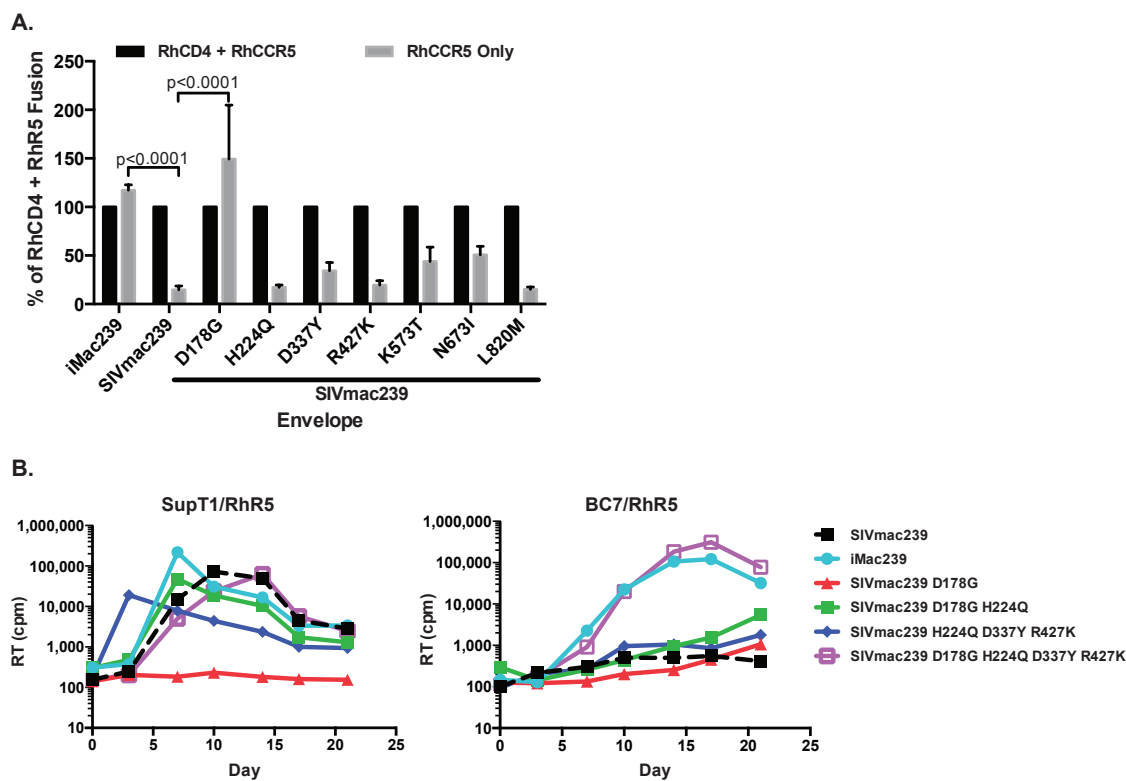 A.
RhCD4 + RhCCR5 RhCCR5 Only
% of RhCD4 + RhR5 Fusion
250
200
150
100
50
0
p<0.0001
p<0.0001
iMac239
SIVmac239
D178G
H224Q
D337Y
R427K
K573T
N673I
L820M
SIVmac239
Envelope
B.
SupT1/RhR5
RT (cpm)
1,000,000
100,000
10,000
1,000
100
10
0 5 10 15 20 25
Day
BC7/RhR5
RT (cpm)
1,000,000
100,000
10,000
1,000
100
10
0 5 10 15 20 25
Day
SIVmac239
iMac239
SIVmac239 D178G
SIVmac239 D178G H224Q
SIVmac239 H224Q D337Y R427K
SIVmac239 D178G H224Q D337Y R427K